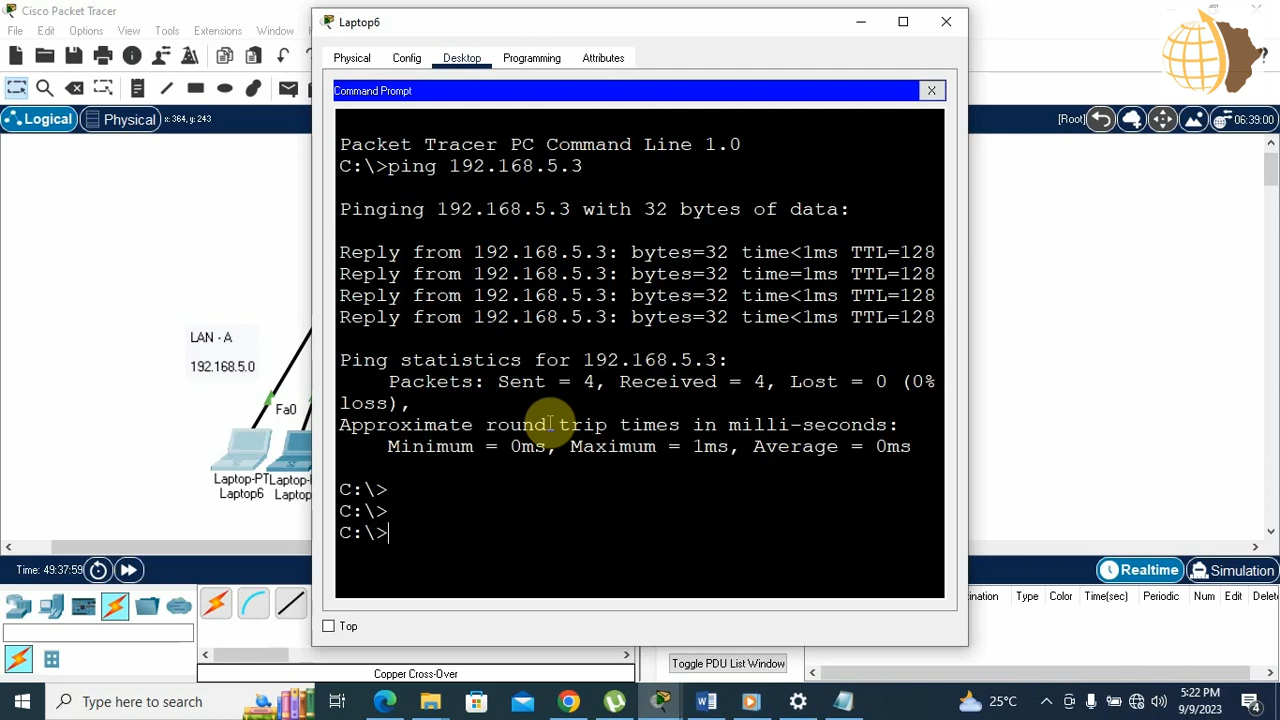 Cisco Packet Tracer
File Edit Options View Tools Extensions Window
Logical
Physical
x: 364, y: 243
[Root]
06:39:00
LAN - A
192.168.5.0
Fa0
Laptop-PT
Laptop6
Laptop6
Physical Config Desktop Programming Attributes
Command Prompt
X
Packet Tracer PC Command Line 1.0
C:\>ping 192.168.5.3
Pinging 192.168.5.3 with 32 bytes of data:
Reply from 192.168.5.3: bytes=32 time<1ms TTL=128
Reply from 192.168.5.3: bytes=32 time=1ms TTL=128
Reply from 192.168.5.3: bytes=32 time<1ms TTL=128
Reply from 192.168.5.3: bytes=32 time<1ms TTL=128
Ping statistics for 192.168.5.3:
Packets: Sent = 4, Received = 4, Lost = 0 (0%
loss),
Approximate round trip times in milli-seconds:
Minimum = 0ms, Maximum = 1ms, Average = 0ms
C:\>
C:\>
C:\>
Top
Time: 49:37:59
Realtime
Simulation
Copper Cross-Over
Toggle PDU List Window
ination Type Color Time(sec) Periodic Num Edit Delet
Type here to search
25°C
5:22 PM
9/9/2023
4